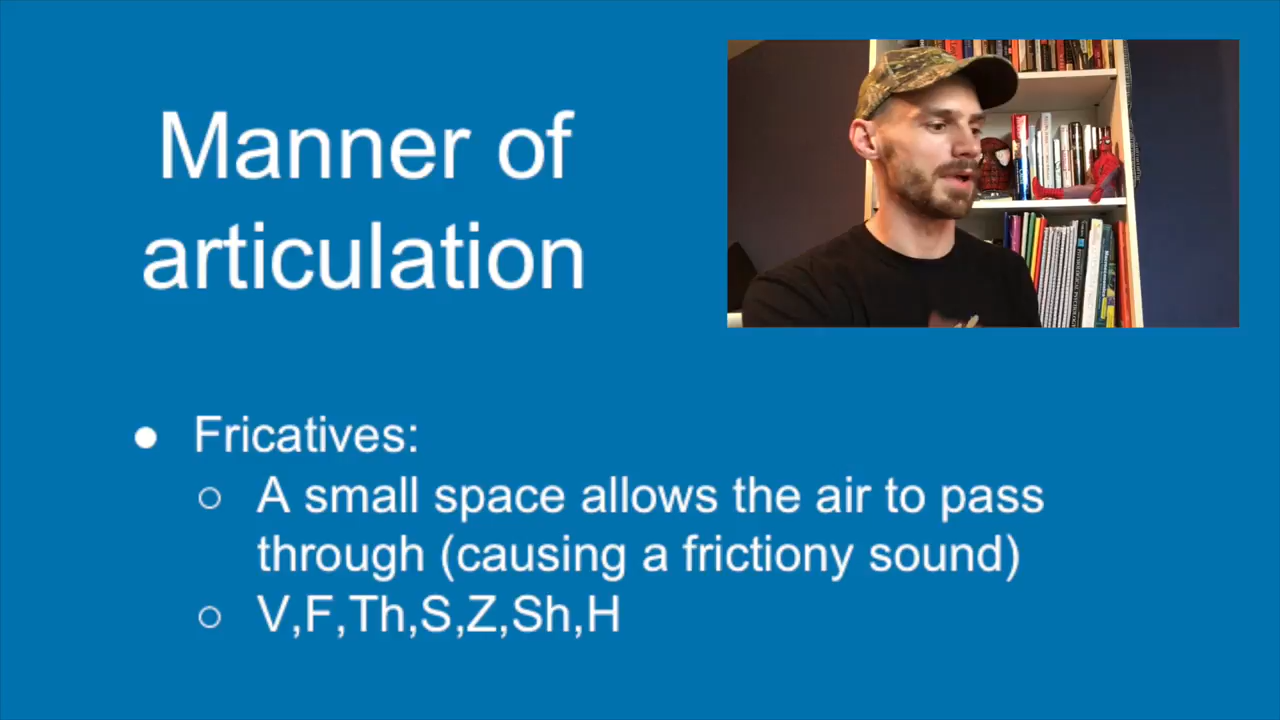 Manner of
articulation
● Fricatives:
○ A small space allows the air to pass
through (causing a frictiony sound)
○ V,F,Th,S,Z,Sh,H